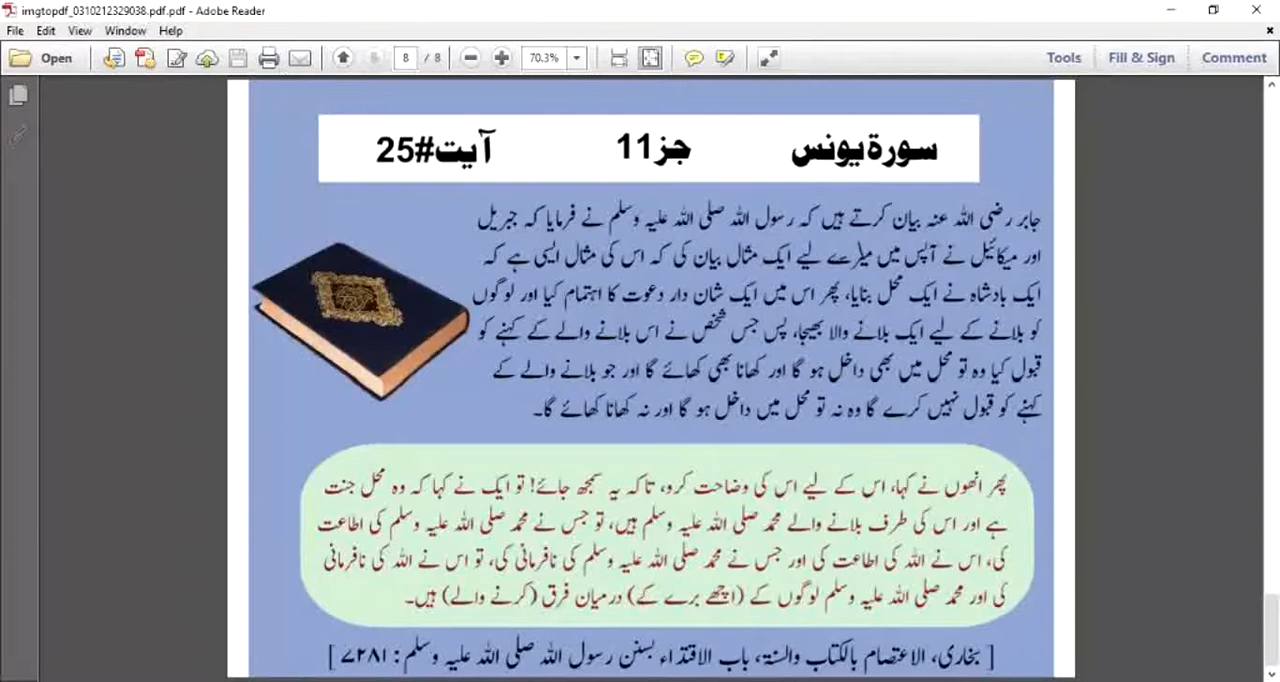 imgtopdf_0310212329038.pdf.pdf - Adobe Reader
File Edit View Window Help
Open 8 / 8 70.3% Tools Fill & Sign Comment
سورۃ یونس جز 11 آیت#25
جابر رضی اللہ عنہ بیان کرتے ہیں کہ رسول اللہ صلی اللہ علیہ وسلم نے فرمایا کہ جبریل
اور میکائیل نے آپس میں میرے لیے ایک مثال بیان کی کہ اس کی مثال ایسی ہے کہ
ایک بادشاہ نے ایک محل بنایا، پھر اس میں ایک شان دار دعوت کا اہتمام کیا اور لوگوں
کو بلانے کے لیے ایک بلانے والا بھیجا، پس جس شخص نے اس بلانے والے کے کہنے کو
قبول کیا وہ تو محل میں بھی داخل ہو گا اور کھانا بھی کھائے گا اور جو بلانے والے کے
کہنے کو قبول نہیں کرے گا وہ نہ تو محل میں داخل ہو گا اور نہ کھانا کھائے گا۔
پھر انھوں نے کہا، اس کے لیے اس کی وضاحت کرو، تاکہ یہ سمجھ جائے! تو ایک نے کہا کہ وہ محل جنت
ہے اور اس کی طرف بلانے والے محمد صلی اللہ علیہ وسلم ہیں، تو جس نے محمد صلی اللہ علیہ وسلم کی اطاعت
کی، اس نے اللہ کی اطاعت کی اور جس نے محمد صلی اللہ علیہ وسلم کی نافرمانی کی، تو اس نے اللہ کی نافرمانی
کی اور محمد صلی اللہ علیہ وسلم لوگوں کے (اچھے برے کے) درمیان فرق (کرنے والے) ہیں۔
[ بخاری، الاعتصام بالکتاب والسنۃ، باب الاقتداء بسنن رسول اللہ صلی اللہ علیہ وسلم : ۷۲۸۱ ]